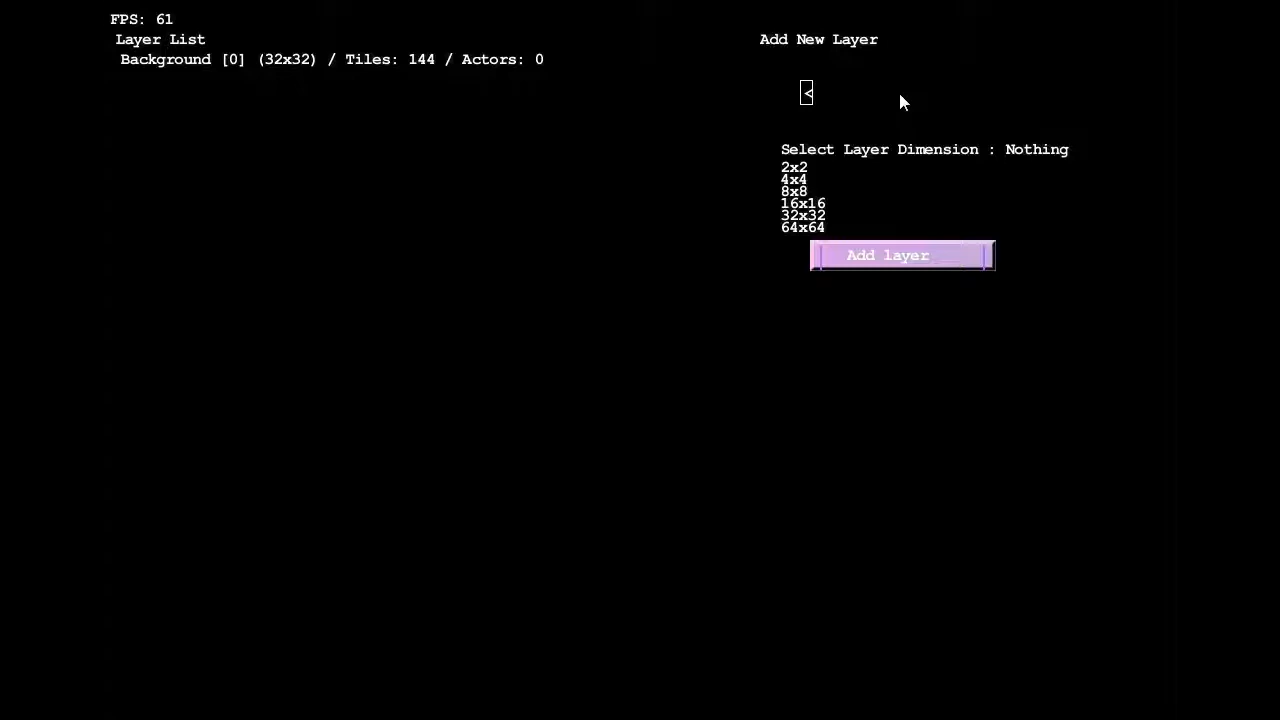 FPS: 61
Layer List
Background [0] (32x32) / Tiles: 144 / Actors: 0
Add New Layer
<
Select Layer Dimension : Nothing
2x2
4x4
8x8
16x16
32x32
64x64
Add layer